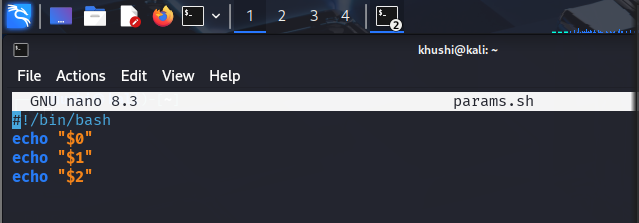 1 2 3 4 2
khushi@kali: ~
File Actions Edit View Help
GNU nano 8.3 params.sh
#!/bin/bash
echo "$0"
echo "$1"
echo "$2"